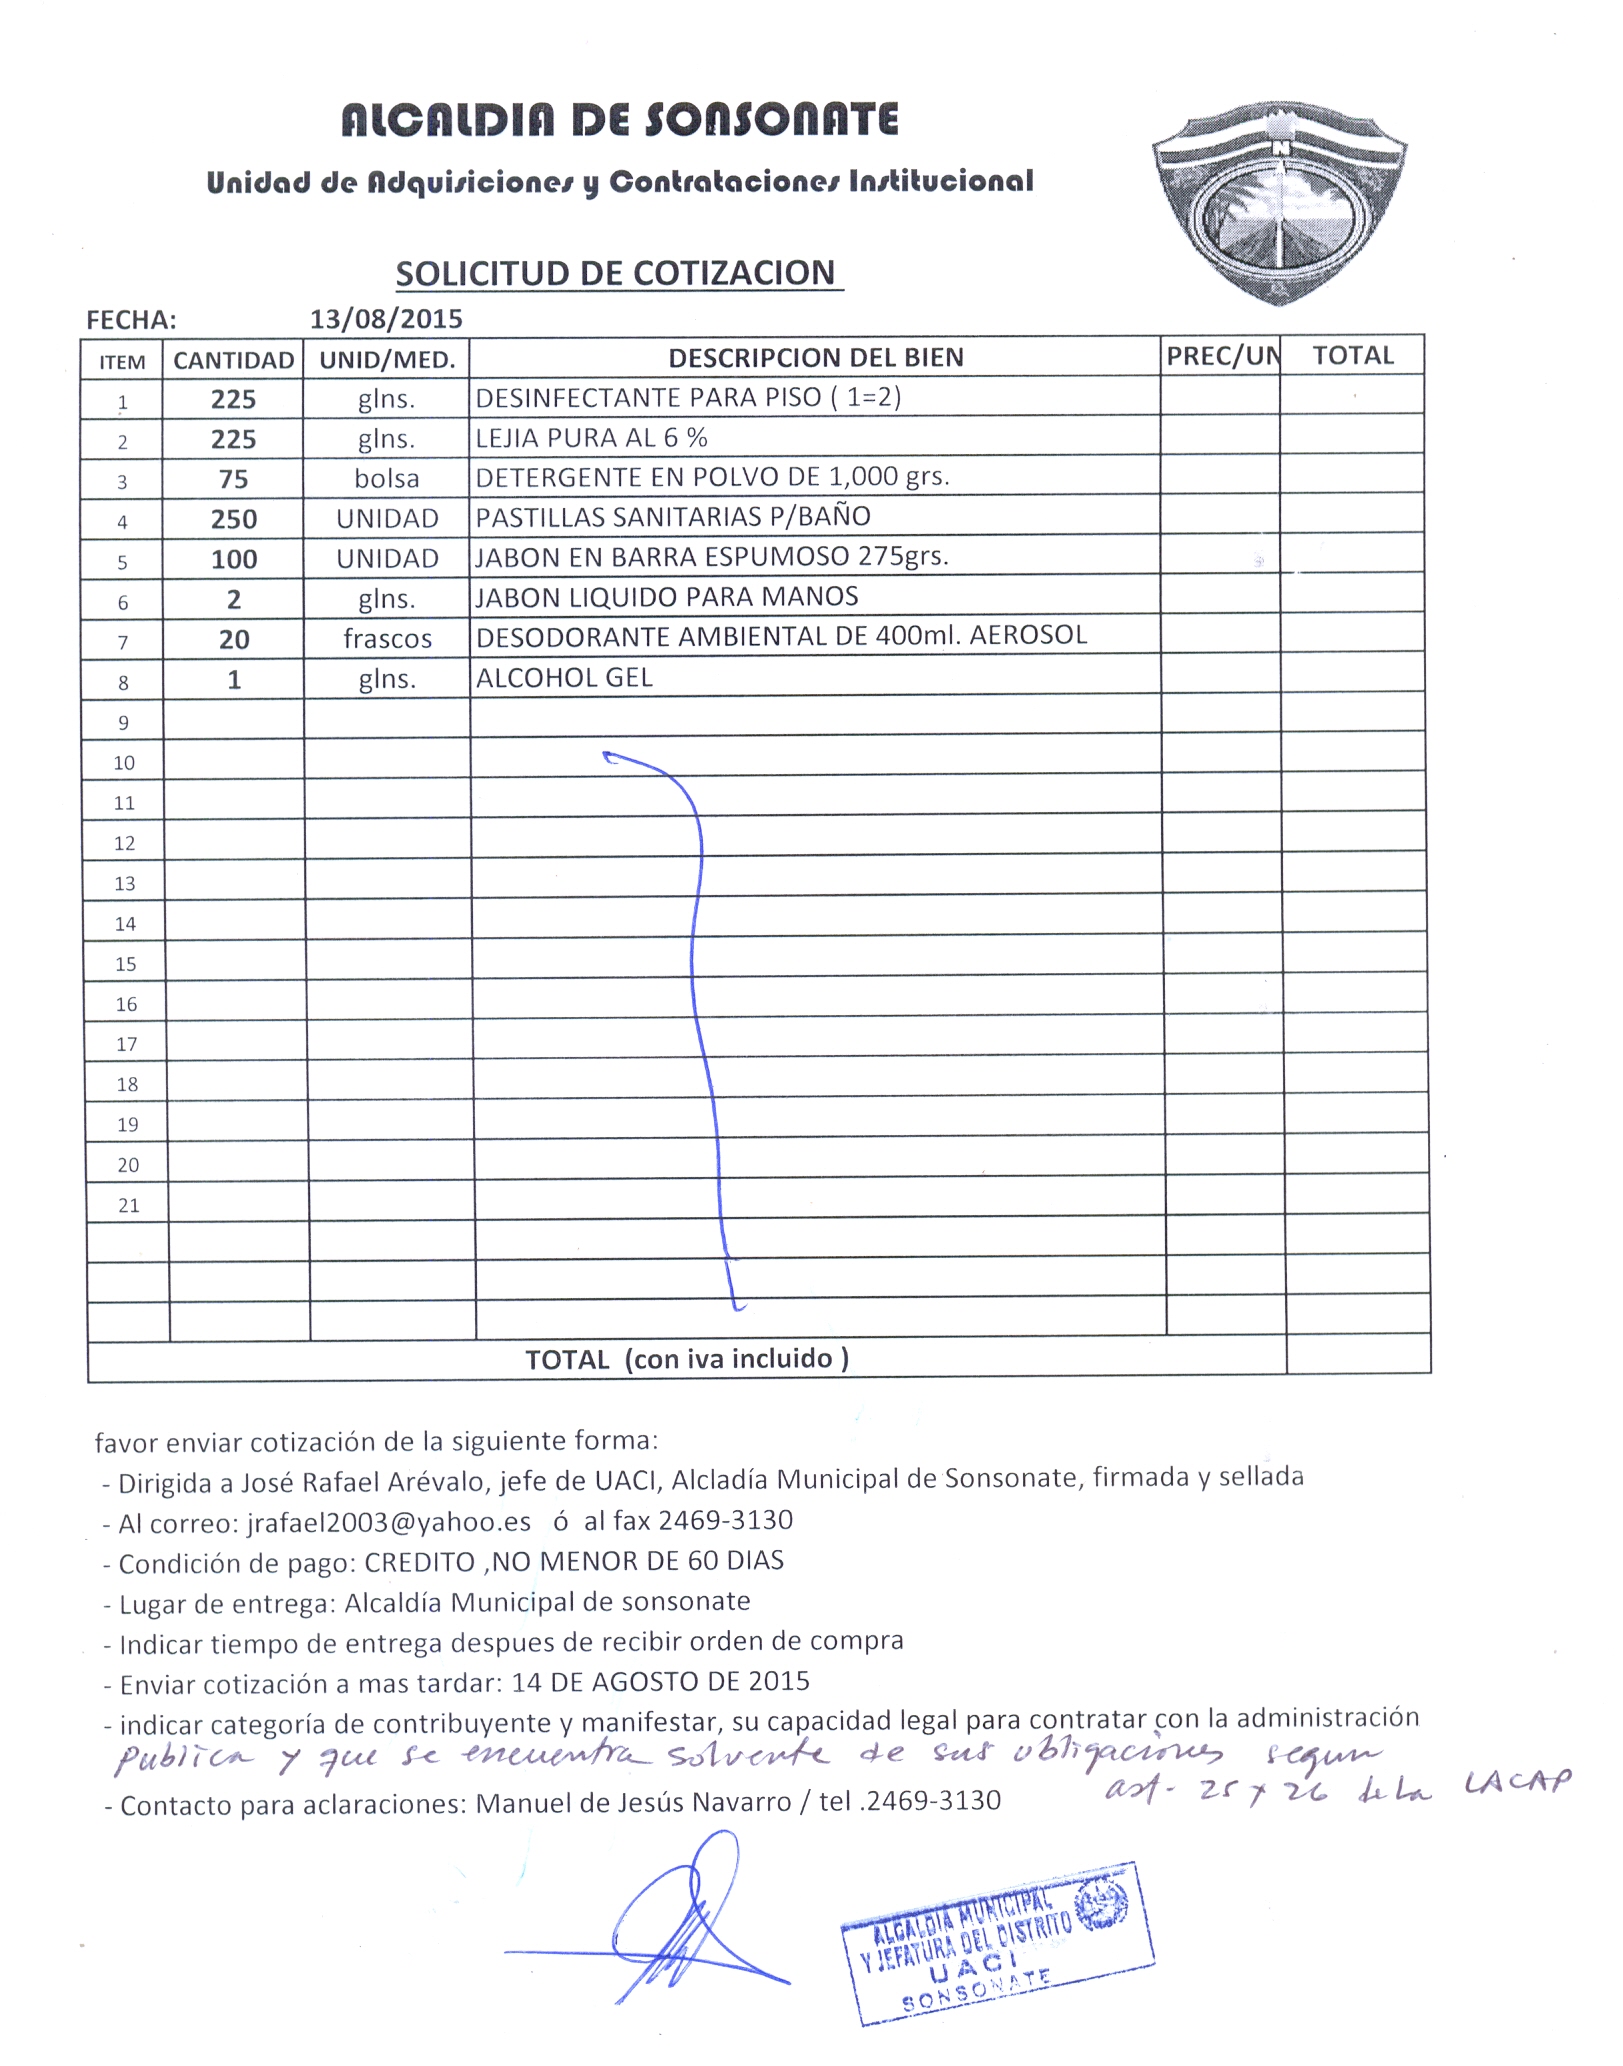 ALCALDIA DE SONSONATE
Unidad de Adquisiciones y Contrataciones Institucional
SOLICITUD DE COTIZACION
FECHA: 13/08/2015
ITEM CANTIDAD UNID/MED. DESCRIPCION DEL BIEN PREC/UN TOTAL
1 225 glns. DESINFECTANTE PARA PISO ( 1=2)
2 225 glns. LEJIA PURA AL 6 %
3 75 bolsa DETERGENTE EN POLVO DE 1,000 grs.
4 250 UNIDAD PASTILLAS SANITARIAS P/BAÑO
5 100 UNIDAD JABON EN BARRA ESPUMOSO 275grs.
6 2 glns. JABON LIQUIDO PARA MANOS
7 20 frascos DESODORANTE AMBIENTAL DE 400ml. AEROSOL
8 1 glns. ALCOHOL GEL
9
10
11
12
13
14
15
16
17
18
19
20
21
TOTAL (con iva incluido )
favor enviar cotización de la siguiente forma:
- Dirigida a José Rafael Arévalo, jefe de UACI, Alcladía Municipal de Sonsonate, firmada y sellada
- Al correo: jrafael2003@yahoo.es ó al fax 2469-3130
- Condición de pago: CREDITO ,NO MENOR DE 60 DIAS
- Lugar de entrega: Alcaldía Municipal de sonsonate
- Indicar tiempo de entrega despues de recibir orden de compra
- Enviar cotización a mas tardar: 14 DE AGOSTO DE 2015
- indicar categoría de contribuyente y manifestar, su capacidad legal para contratar con la administración
Publica y que se encuentra solvente de sus obligaciones segun
art. 25 y 26 de la LACAP
- Contacto para aclaraciones: Manuel de Jesús Navarro / tel .2469-3130
ALCALDIA MUNICIPAL
Y JEFATURA DEL DISTRITO
UACI
SONSONATE